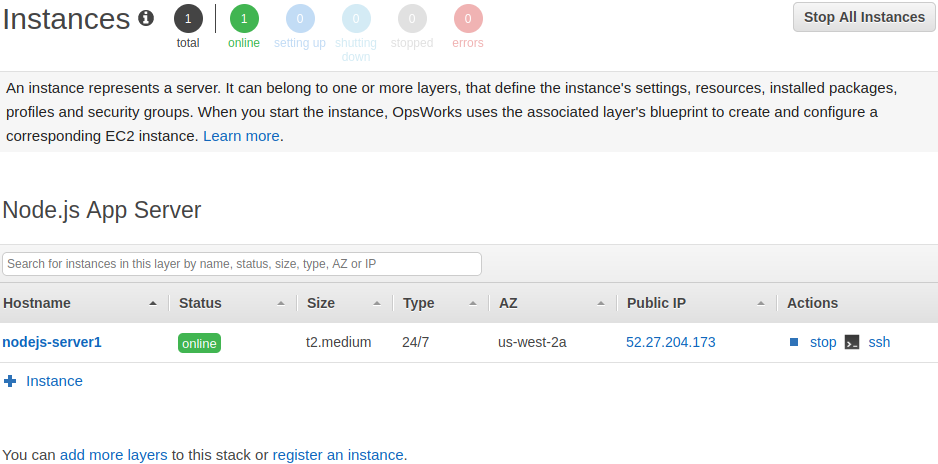 Instances
1 1 0 0 0 0
total online setting up shutting down stopped errors
Stop All Instances
An instance represents a server. It can belong to one or more layers, that define the instance's settings, resources, installed packages,
profiles and security groups. When you start the instance, OpsWorks uses the associated layer's blueprint to create and configure a
corresponding EC2 instance. Learn more.
Node.js App Server
Search for instances in this layer by name, status, size, type, AZ or IP
Hostname Status Size Type AZ Public IP Actions
nodejs-server1 online t2.medium 24/7 us-west-2a 52.27.204.173 stop ssh
Instance
You can add more layers to this stack or register an instance.